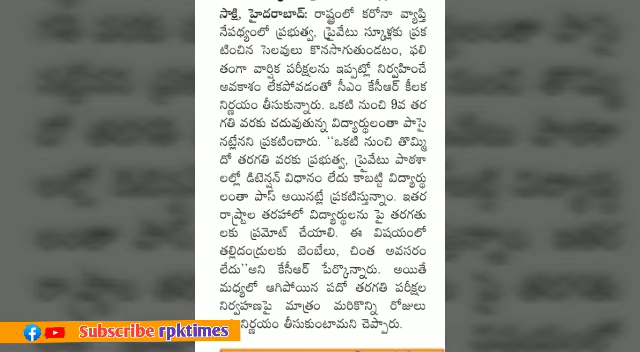 సాక్షి, హైదరాబాద్: రాష్ట్రంలో కరోనా వ్యాప్తి
నేపథ్యంలో ప్రభుత్వ, ప్రైవేటు స్కూళ్లకు ప్రక
టించిన సెలవులు కొనసాగుతుండటం, ఫలి
తంగా వార్షిక పరీక్షలను ఇప్పట్లో నిర్వహించే
అవకాశం లేకపోవడంతో సీఎం కేసీఆర్ కీలక
నిర్ణయం తీసుకున్నారు. ఒకటి నుంచి 9వ తర
గతి వరకు చదువుతున్న విద్యార్థులంతా పాసై
నట్లేనని ప్రకటించారు. ‘‘ఒకటి నుంచి తొమ్మి
దో తరగతి వరకు ప్రభుత్వ, ప్రైవేటు పాఠశా
లల్లో డిటెన్షన్ విధానం లేదు కాబట్టి విద్యార్థు
లంతా పాస్ అయినట్లే ప్రకటిస్తున్నాం. ఇతర
రాష్ట్రాల తరహాలో విద్యార్థులను పై తరగతు
లకు ప్రమోట్ చేయాలి. ఈ విషయంలో
తల్లిదండ్రులకు బెంబేలు, చింత అవసరం
లేదు’’అని కేసీఆర్ పేర్కొన్నారు. అయితే
మధ్యలో ఆగిపోయిన పదో తరగతి పరీక్షల
నిర్వహణపై మాత్రం మరికొన్ని రోజులు
నిర్ణయం తీసుకుంటామని చెప్పారు.
Subscribe rpktimes